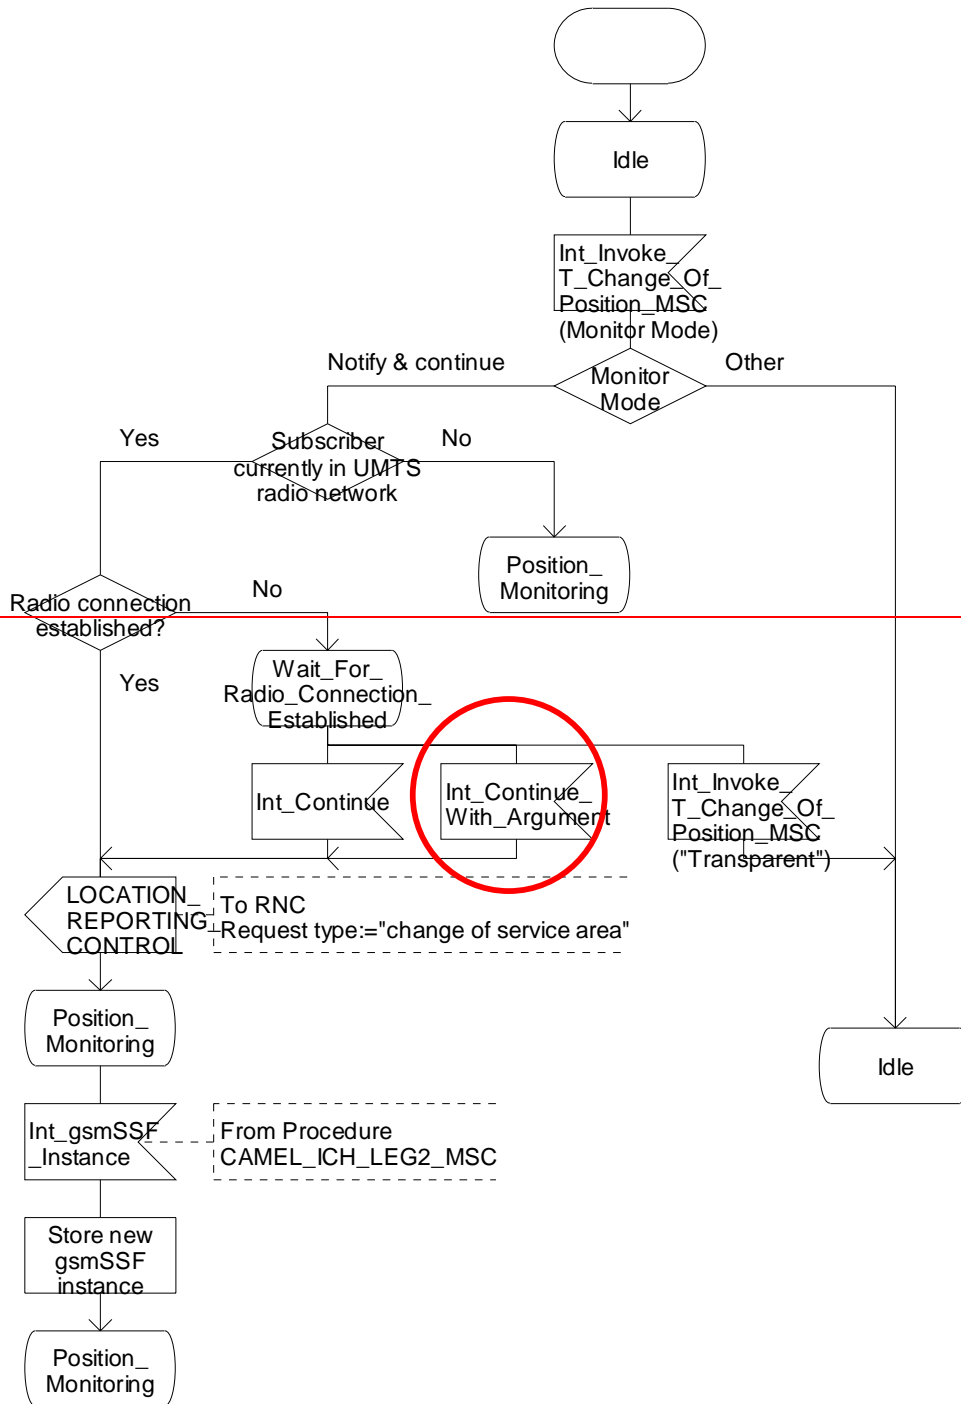 Idle
Int_Invoke_
T_Change_Of_
Position_MSC
(Monitor Mode)
Notify & continue
Monitor
Mode
Other
Yes
Subscriber
currently in UMTS
radio network
No
Position_
Monitoring
Radio connection
established?
No
Yes
Wait_For_
Radio_Connection_
Established
Int_Continue
Int_Continue_
With_Argument
Int_Invoke_
T_Change_Of_
Position_MSC
("Transparent")
LOCATION_
REPORTING_
CONTROL
To RNC
Request type:="change of service area"
Position_
Monitoring
Idle
Int_gsmSSF
_Instance
From Procedure
CAMEL_ICH_LEG2_MSC
Store new
gsmSSF
instance
Position_
Monitoring